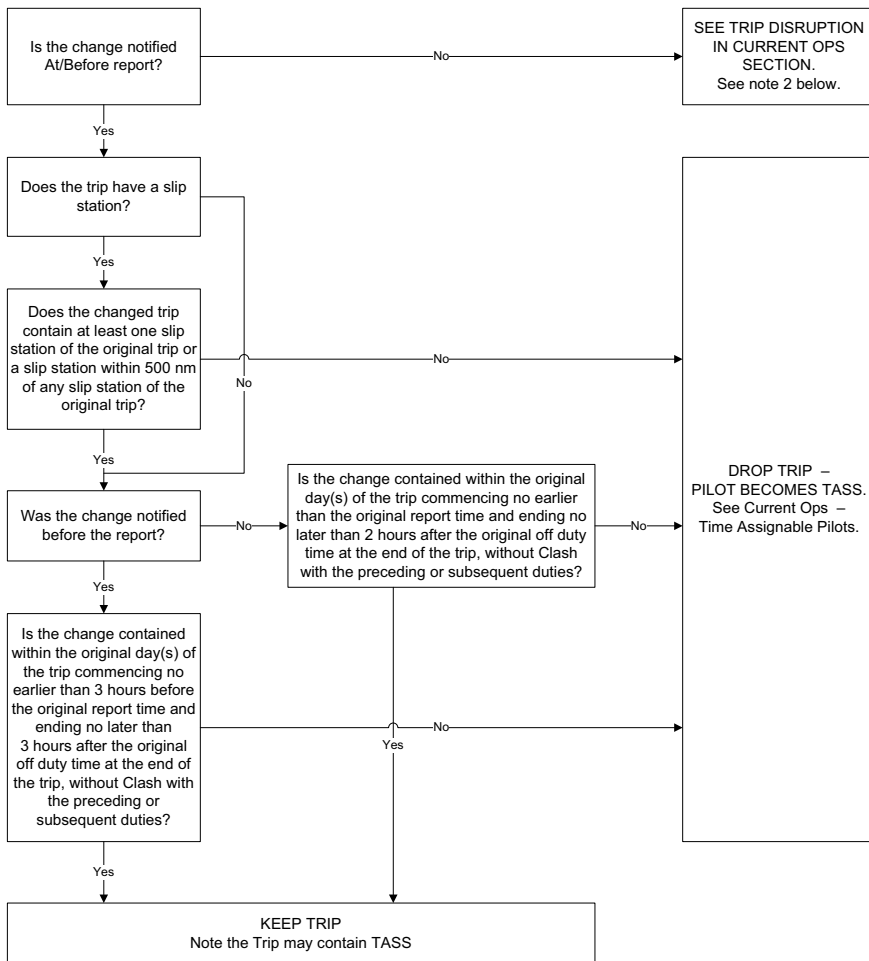 Is the change notified
At/Before report?
No
SEE TRIP DISRUPTION
IN CURRENT OPS
SECTION.
See note 2 below.
Yes
Does the trip have a slip
station?
Yes
Does the changed trip
contain at least one slip
station of the original trip or
a slip station within 500 nm
of any slip station of the
original trip?
No
No
Yes
Was the change notified
before the report?
No
Is the change contained within the original
day(s) of the trip commencing no earlier
than the original report time and ending no
later than 2 hours after the original off duty
time at the end of the trip, without Clash
with the preceding or subsequent duties?
No
DROP TRIP –
PILOT BECOMES TASS.
See Current Ops –
Time Assignable Pilots.
Yes
Is the change contained
within the original day(s) of
the trip commencing no
earlier than 3 hours before
the original report time and
ending no later than
3 hours after the original
off duty time at the end of
the trip, without Clash with
the preceding or
subsequent duties?
No
Yes
Yes
KEEP TRIP
Note the Trip may contain TASS